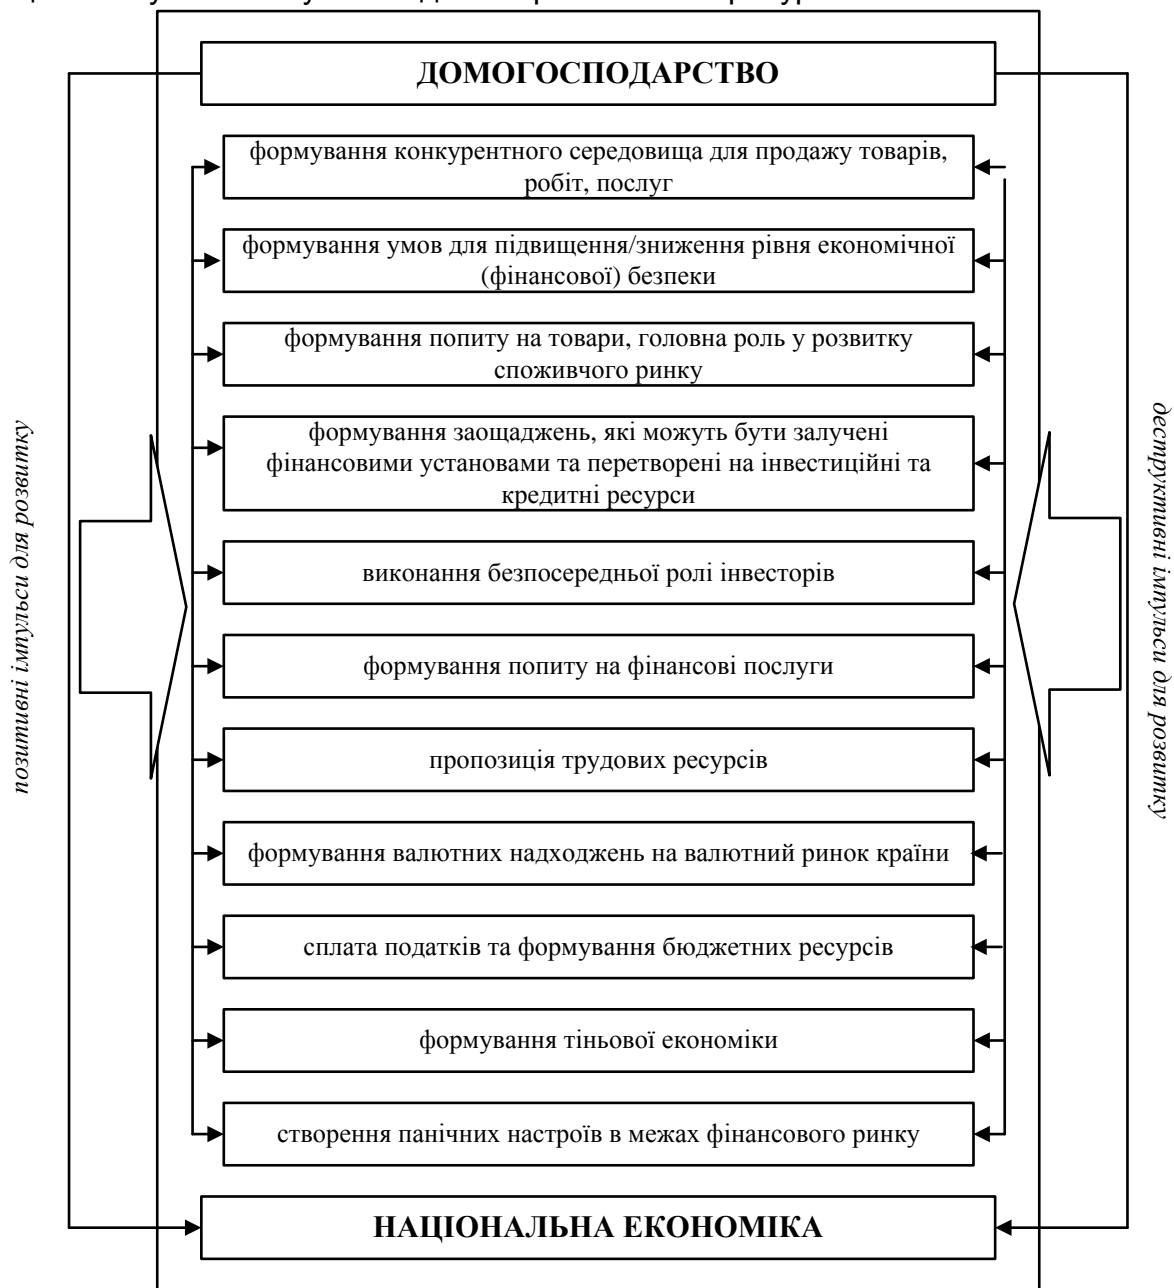 ДОМОГОСПОДАРСТВО
формування конкурентного середовища для продажу товарів,
робіт, послуг
формування умов для підвищення/зниження рівня економічної
(фінансової) безпеки
формування попиту на товари, головна роль у розвитку
споживчого ринку
формування заощаджень, які можуть бути залучені
фінансовими установами та перетворені на інвестиційні та
кредитні ресурси
виконання безпосередньої ролі інвесторів
формування попиту на фінансові послуги
пропозиція трудових ресурсів
формування валютних надходжень на валютний ринок країни
сплата податків та формування бюджетних ресурсів
формування тіньової економіки
створення панічних настроїв в межах фінансового ринку
НАЦІОНАЛЬНА ЕКОНОМІКА
позитивні імпульси для розвитку
деструктивні імпульси для розвитку